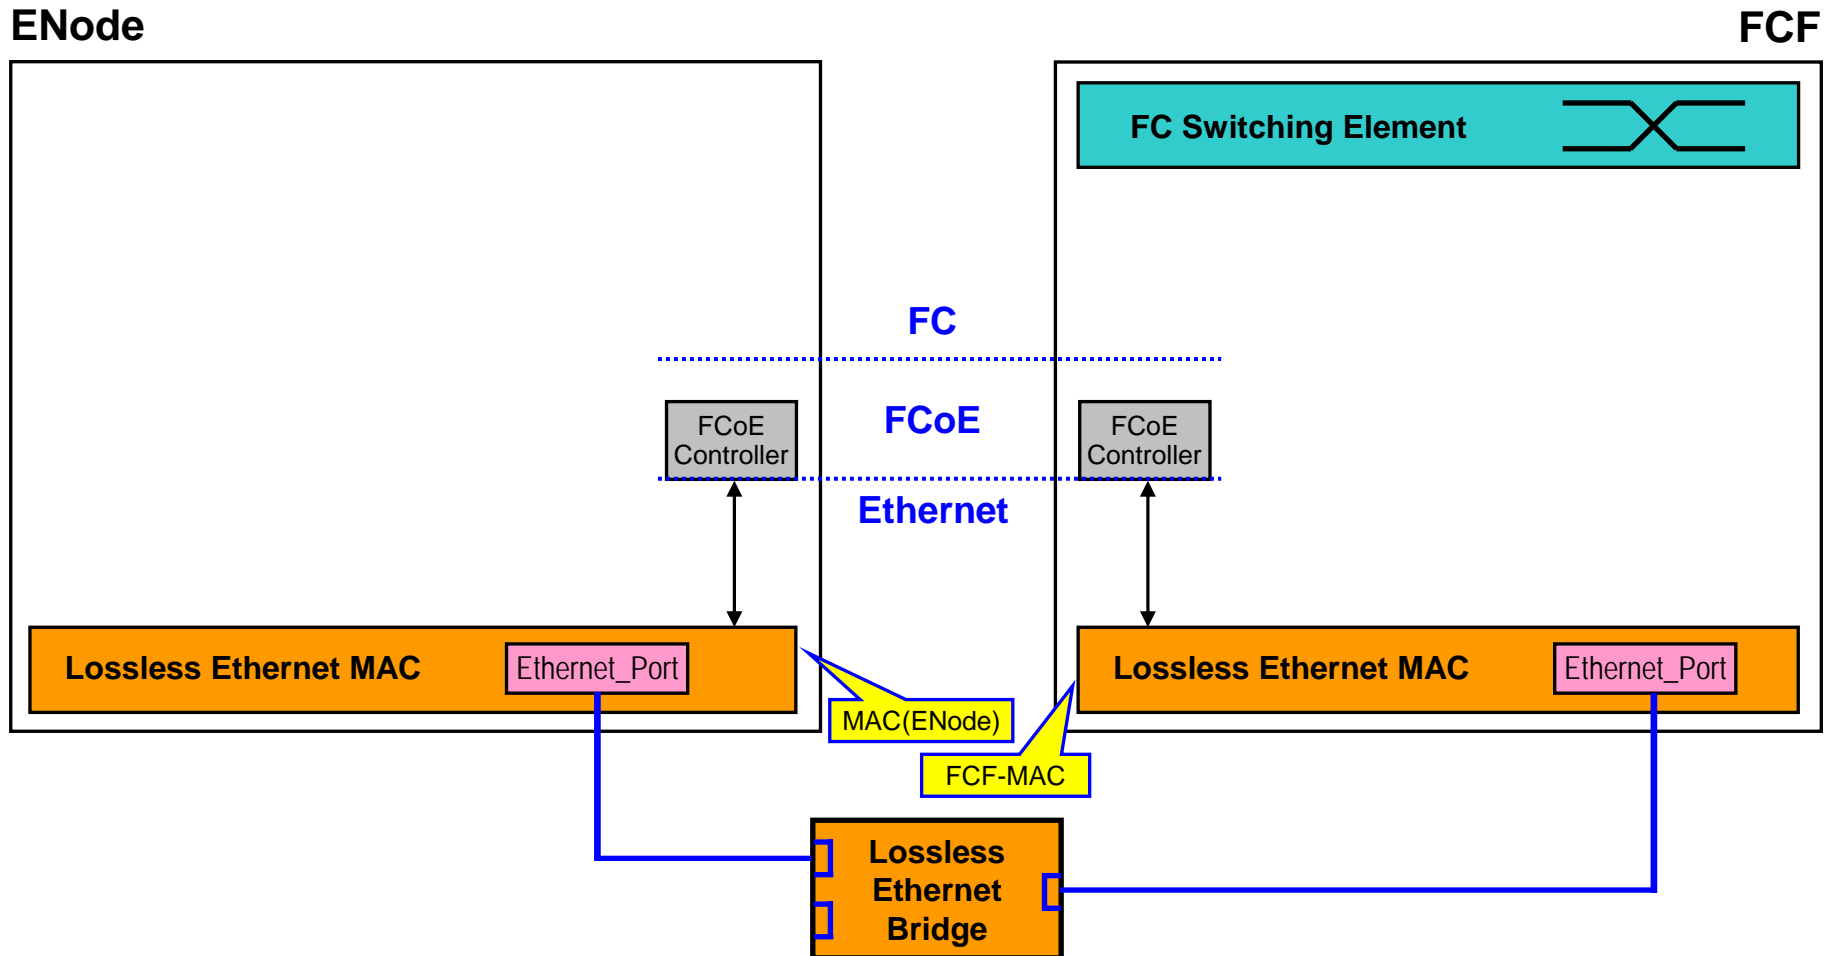 ENode
FCF
FC Switching Element
FC
FCoE
Controller
FCoE
FCoE
Controller
Ethernet
Lossless Ethernet MAC
Ethernet_Port
Lossless Ethernet MAC
Ethernet_Port
MAC(ENode)
FCF-MAC
Lossless
Ethernet
Bridge